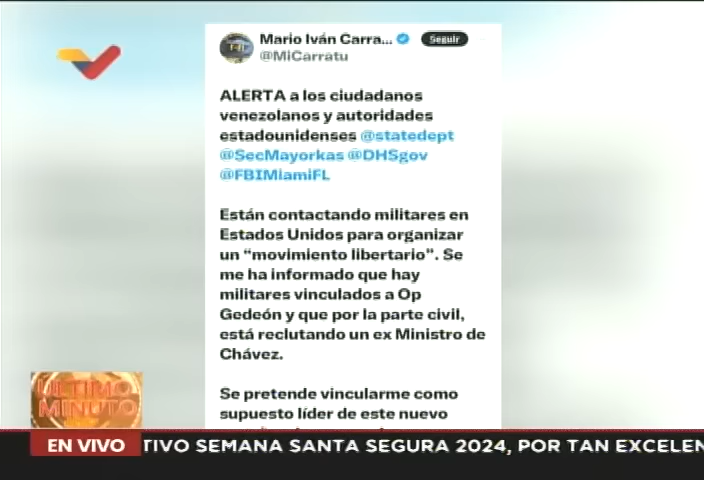 Mario Iván Carra...
Seguir
@MiCarratu
ALERTA a los ciudadanos
venezolanos y autoridades
estadounidenses @statedept
@SecMayorkas @DHSgov
@FBIMiamiFL
Están contactando militares en
Estados Unidos para organizar
un “movimiento libertario”. Se
me ha informado que hay
militares vinculados a Op
Gedeón y que por la parte civil,
está reclutando un ex Ministro de
Chávez.
Se pretende vincularme como
supuesto líder de este nuevo
ÚLTIMO
MINUTO
EN VIVO
TIVO SEMANA SANTA SEGURA 2024, POR TAN EXCELEN